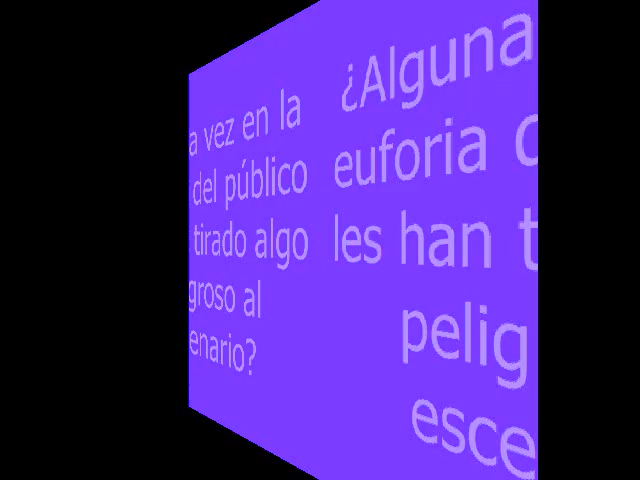 a vez en la
del público
tirado algo
groso al
enario?
¿Alguna
euforia
les han t
pelig
esce